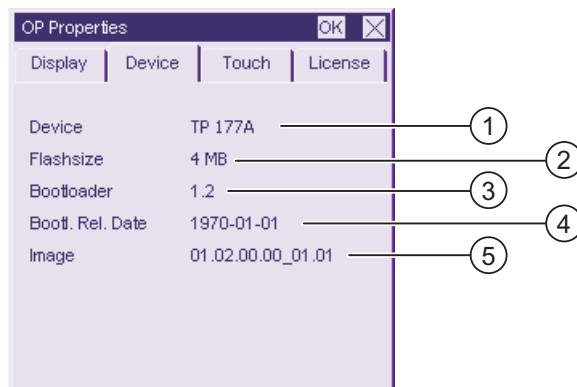 OP Properties OK
Display Device Touch License
Device TP 177A 1
Flashsize 4 MB 2
Bootloader 1.2 3
Bootl. Rel. Date 1970-01-01 4
Image 01.02.00.00_01.01 5